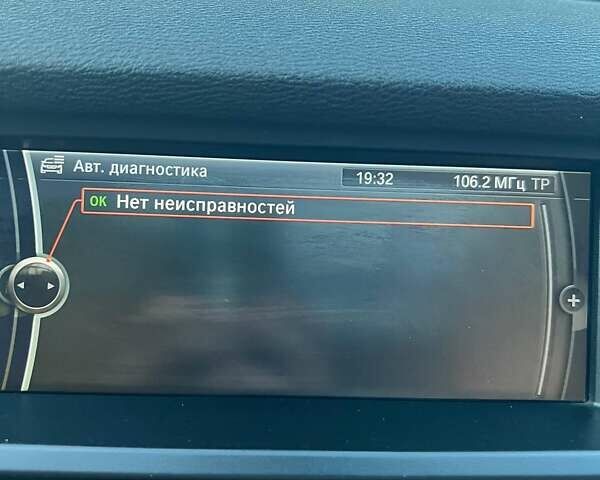 Авт. диагностика 19:32 106.2 МГц TP
OK Нет неисправностей